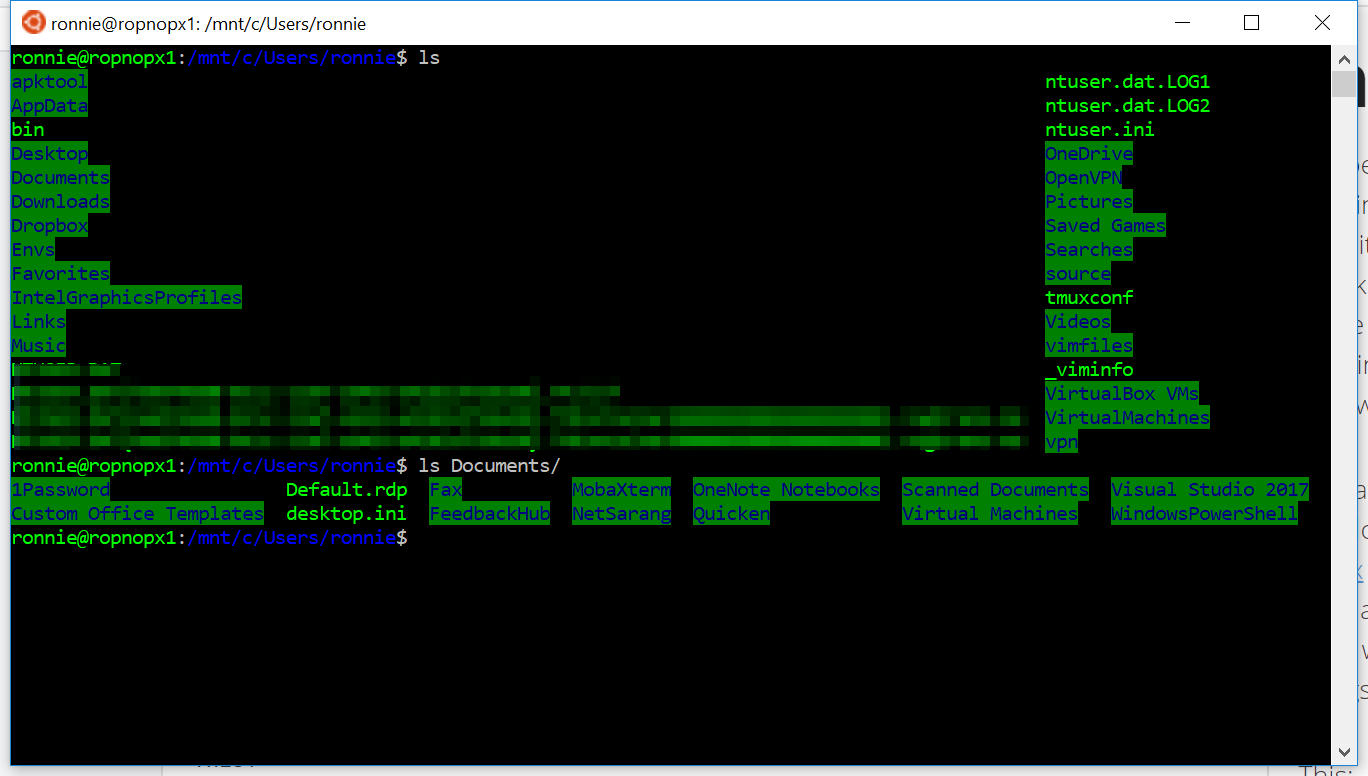 ronnie@ropnopx1: /mnt/c/Users/ronnie
ronnie@ropnopx1:/mnt/c/Users/ronnie$ ls
apktool ntuser.dat.LOG1
AppData ntuser.dat.LOG2
bin ntuser.ini
Desktop OneDrive
Documents OpenVPN
Downloads Pictures
Dropbox Saved Games
Envs Searches
Favorites source
IntelGraphicsProfiles tmuxconf
Links Videos
Music vimfiles
_viminfo
VirtualBox VMs
VirtualMachines
vpn
ronnie@ropnopx1:/mnt/c/Users/ronnie$ ls Documents/
1Password Default.rdp Fax MobaXterm OneNote Notebooks Scanned Documents Visual Studio 2017
Custom Office Templates desktop.ini FeedbackHub NetSarang Quicken Virtual Machines WindowsPowerShell
ronnie@ropnopx1:/mnt/c/Users/ronnie$